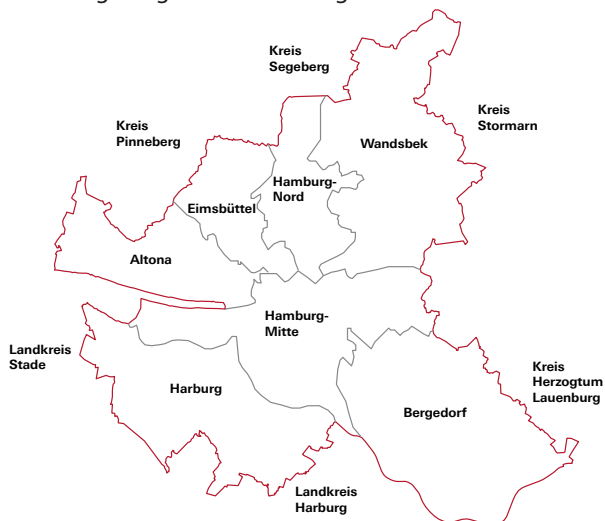 Kreis
Segeberg
Kreis
Stormarn
Kreis
Pinneberg
Wandsbek
Hamburg-
Nord
Eimsbüttel
Altona
Hamburg-
Mitte
Landkreis
Stade
Harburg
Kreis
Herzogtum
Lauenburg
Bergedorf
Landkreis
Harburg